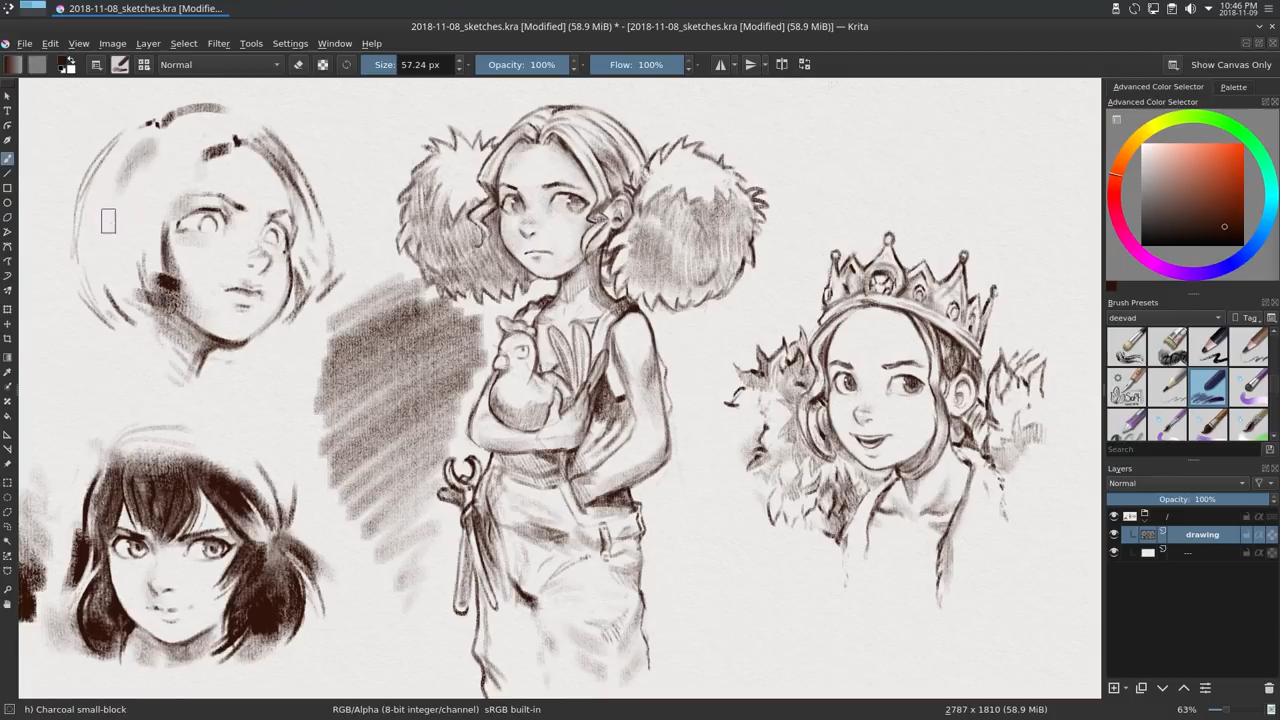 2018-11-08_sketches.kra [Modifie...
10:46 PM
2018-11-09
2018-11-08_sketches.kra [Modified] (58.9 MiB) * - [2018-11-08_sketches.kra [Modified] (58.9 MiB)] — Krita
File Edit View Image Layer Select Filter Tools Settings Window Help
Normal Size: 57.24 px Opacity: 100% Flow: 100% Show Canvas Only
Advanced Color Selector Palette
Advanced Color Selector
Brush Presets
deevad Tag
Search
Layers
Normal
Opacity: 100%
/
drawing
---
h) Charcoal small-block RGB/Alpha (8-bit integer/channel) sRGB built-in 2787 x 1810 (58.9 MiB) 63%